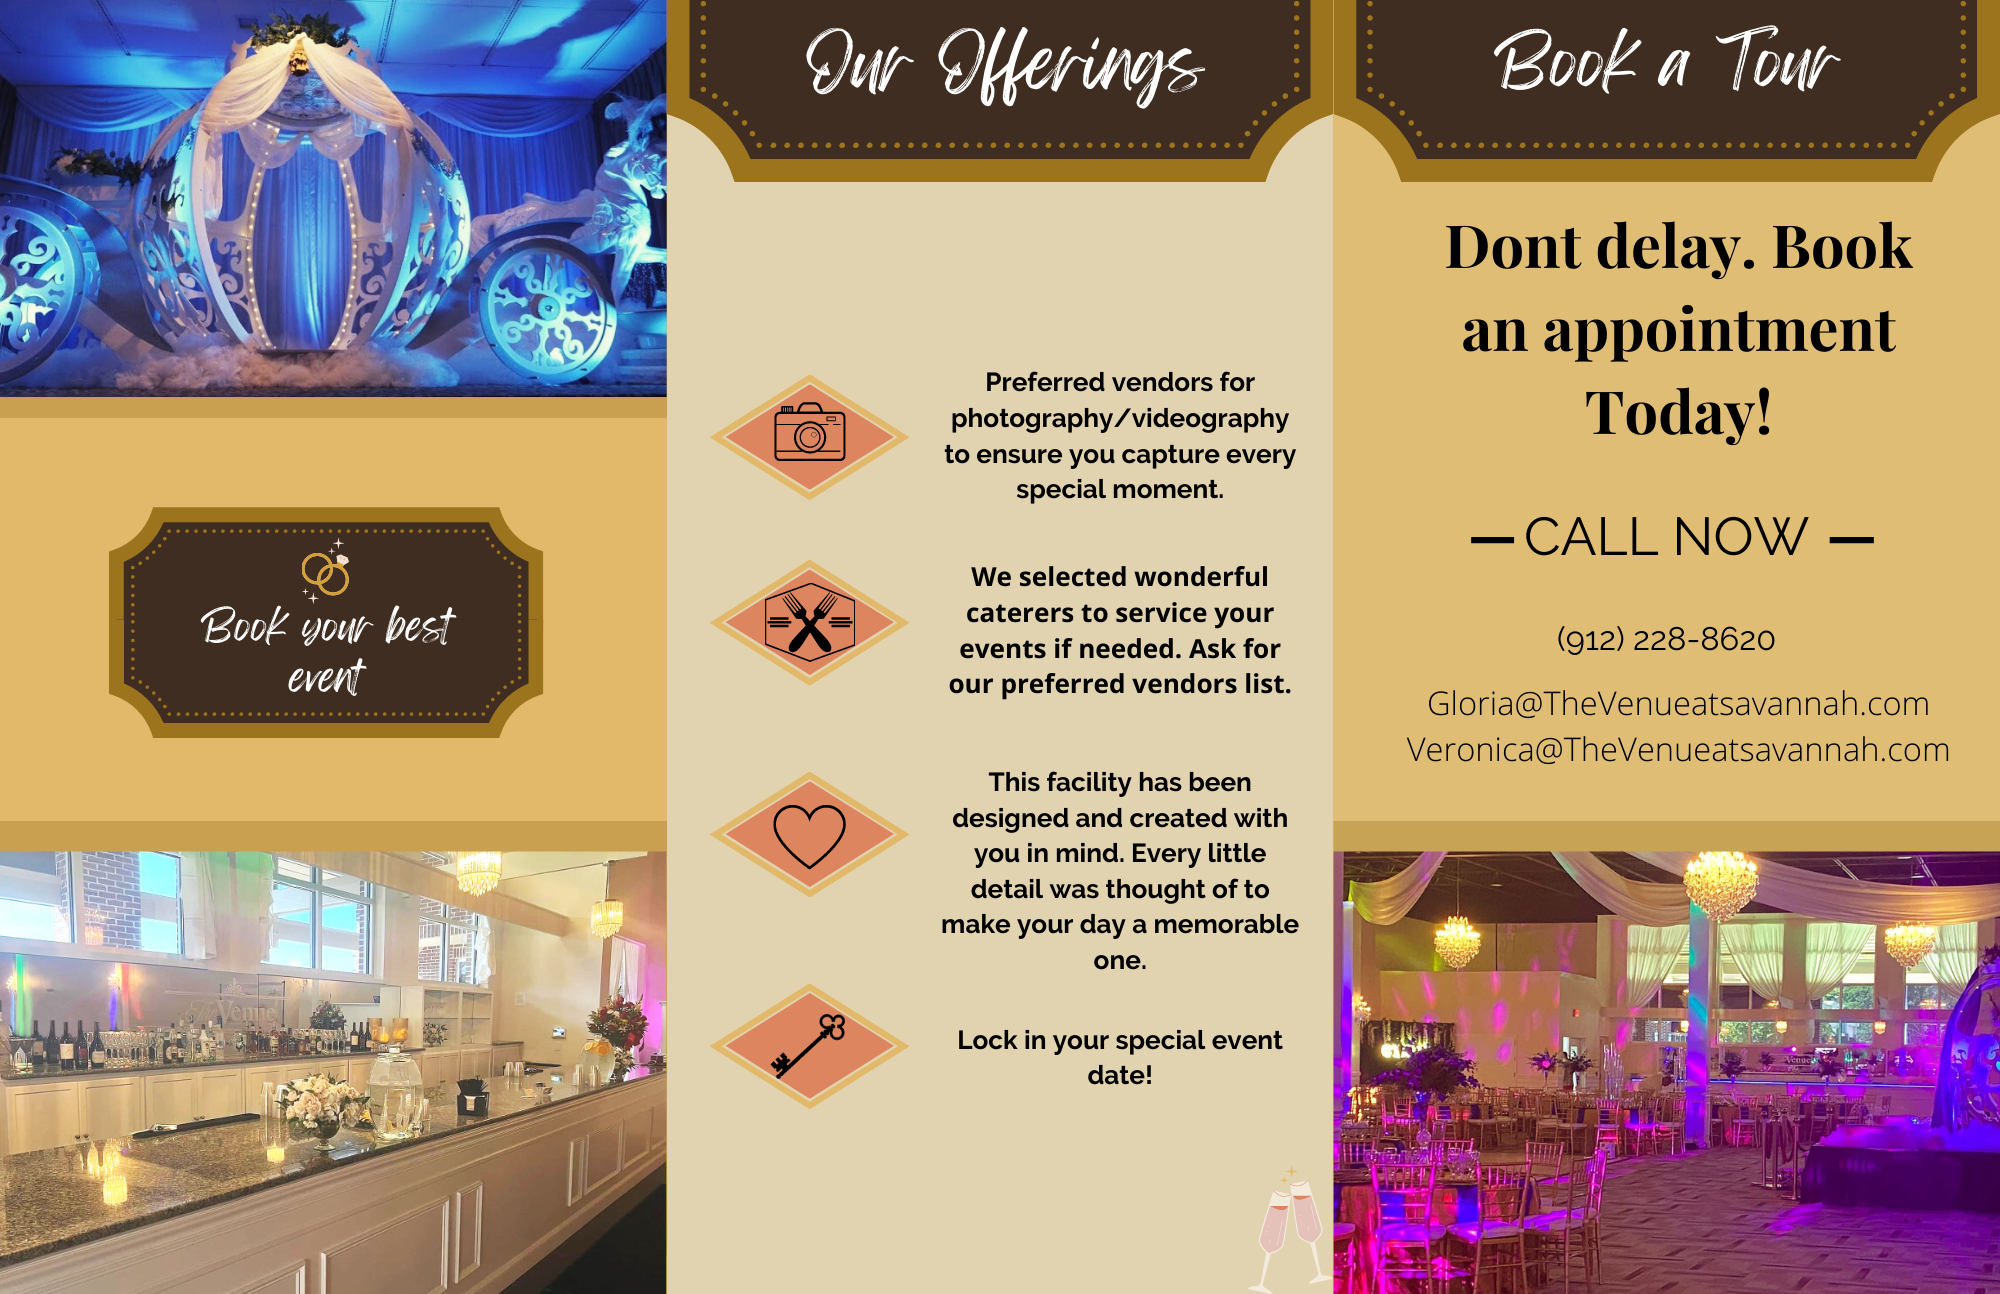 Book your best
event
Our Offerings
Preferred vendors for
photography/videography
to ensure you capture every
special moment.
We selected wonderful
caterers to service your
events if needed. Ask for
our preferred vendors list.
This facility has been
designed and created with
you in mind. Every little
detail was thought of to
make your day a memorable
one.
Lock in your special event
date!
Book a Tour
Dont delay. Book
an appointment
Today!
CALL NOW
(912) 228-8620
Gloria@TheVenueatsavannah.com
Veronica@TheVenueatsavannah.com
The Venue
Venue